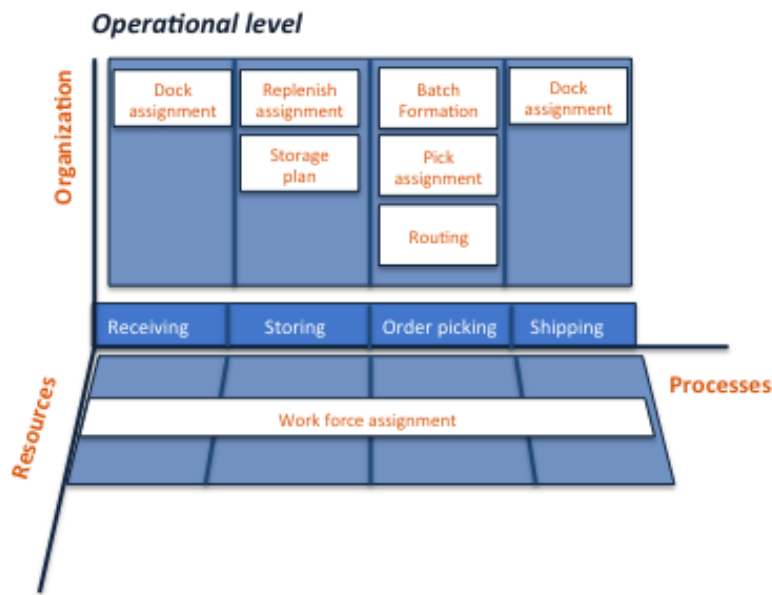 Operational level
Organization
Dock
assignment
Replenish
assignment
Batch
Formation
Dock
assignment
Storage
plan
Pick
assignment
Routing
Receiving
Storing
Order picking
Shipping
Resources
Processes
Work force assignment